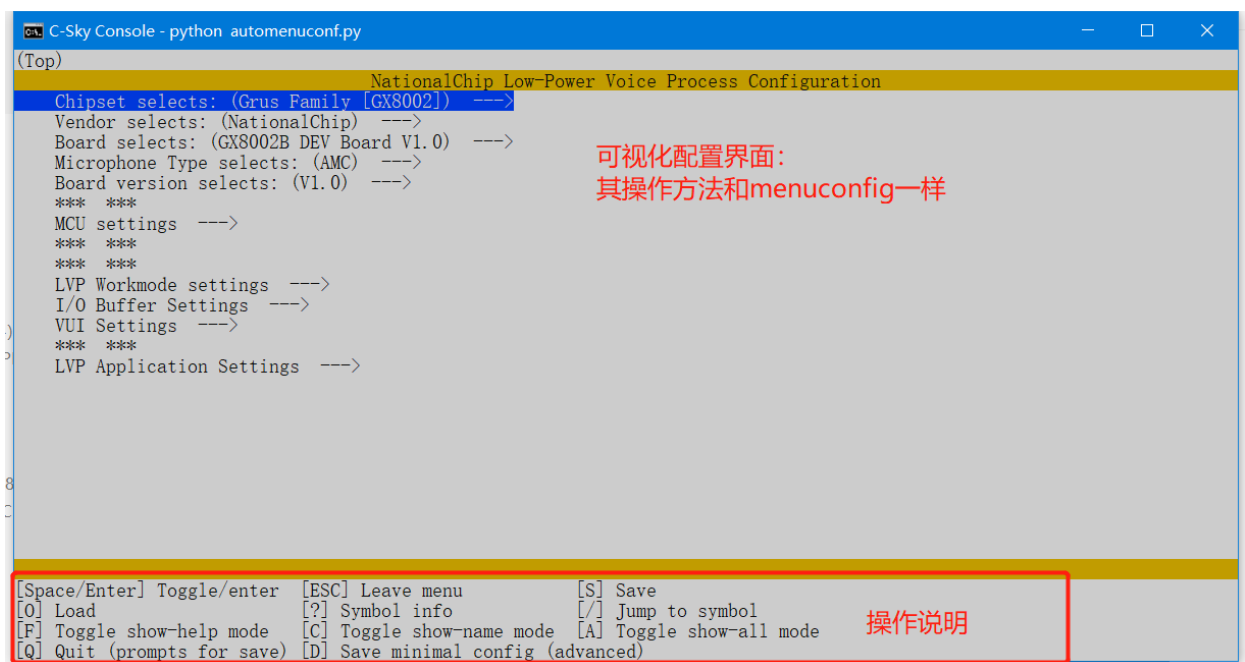 C-Sky Console - python automenuconf.py
(Top)
NationalChip Low-Power Voice Process Configuration
Chipset selects: (Grus Family [GX8002]) --->
Vendor selects: (NationalChip) --->
Board selects: (GX8002B DEV Board V1.0) --->
Microphone Type selects: (AMC) --->
Board version selects: (V1.0) --->
*** ***
MCU settings --->
*** ***
*** ***
LVP Workmode settings --->
I/O Buffer Settings --->
VUI Settings --->
*** ***
LVP Application Settings --->
可视化配置界面：
其操作方法和menuconfig一样
[Space/Enter] Toggle/enter [ESC] Leave menu [S] Save
[O] Load [?] Symbol info [/] Jump to symbol
[F] Toggle show-help mode [C] Toggle show-name mode [A] Toggle show-all mode
[Q] Quit (prompts for save) [D] Save minimal config (advanced)
操作说明